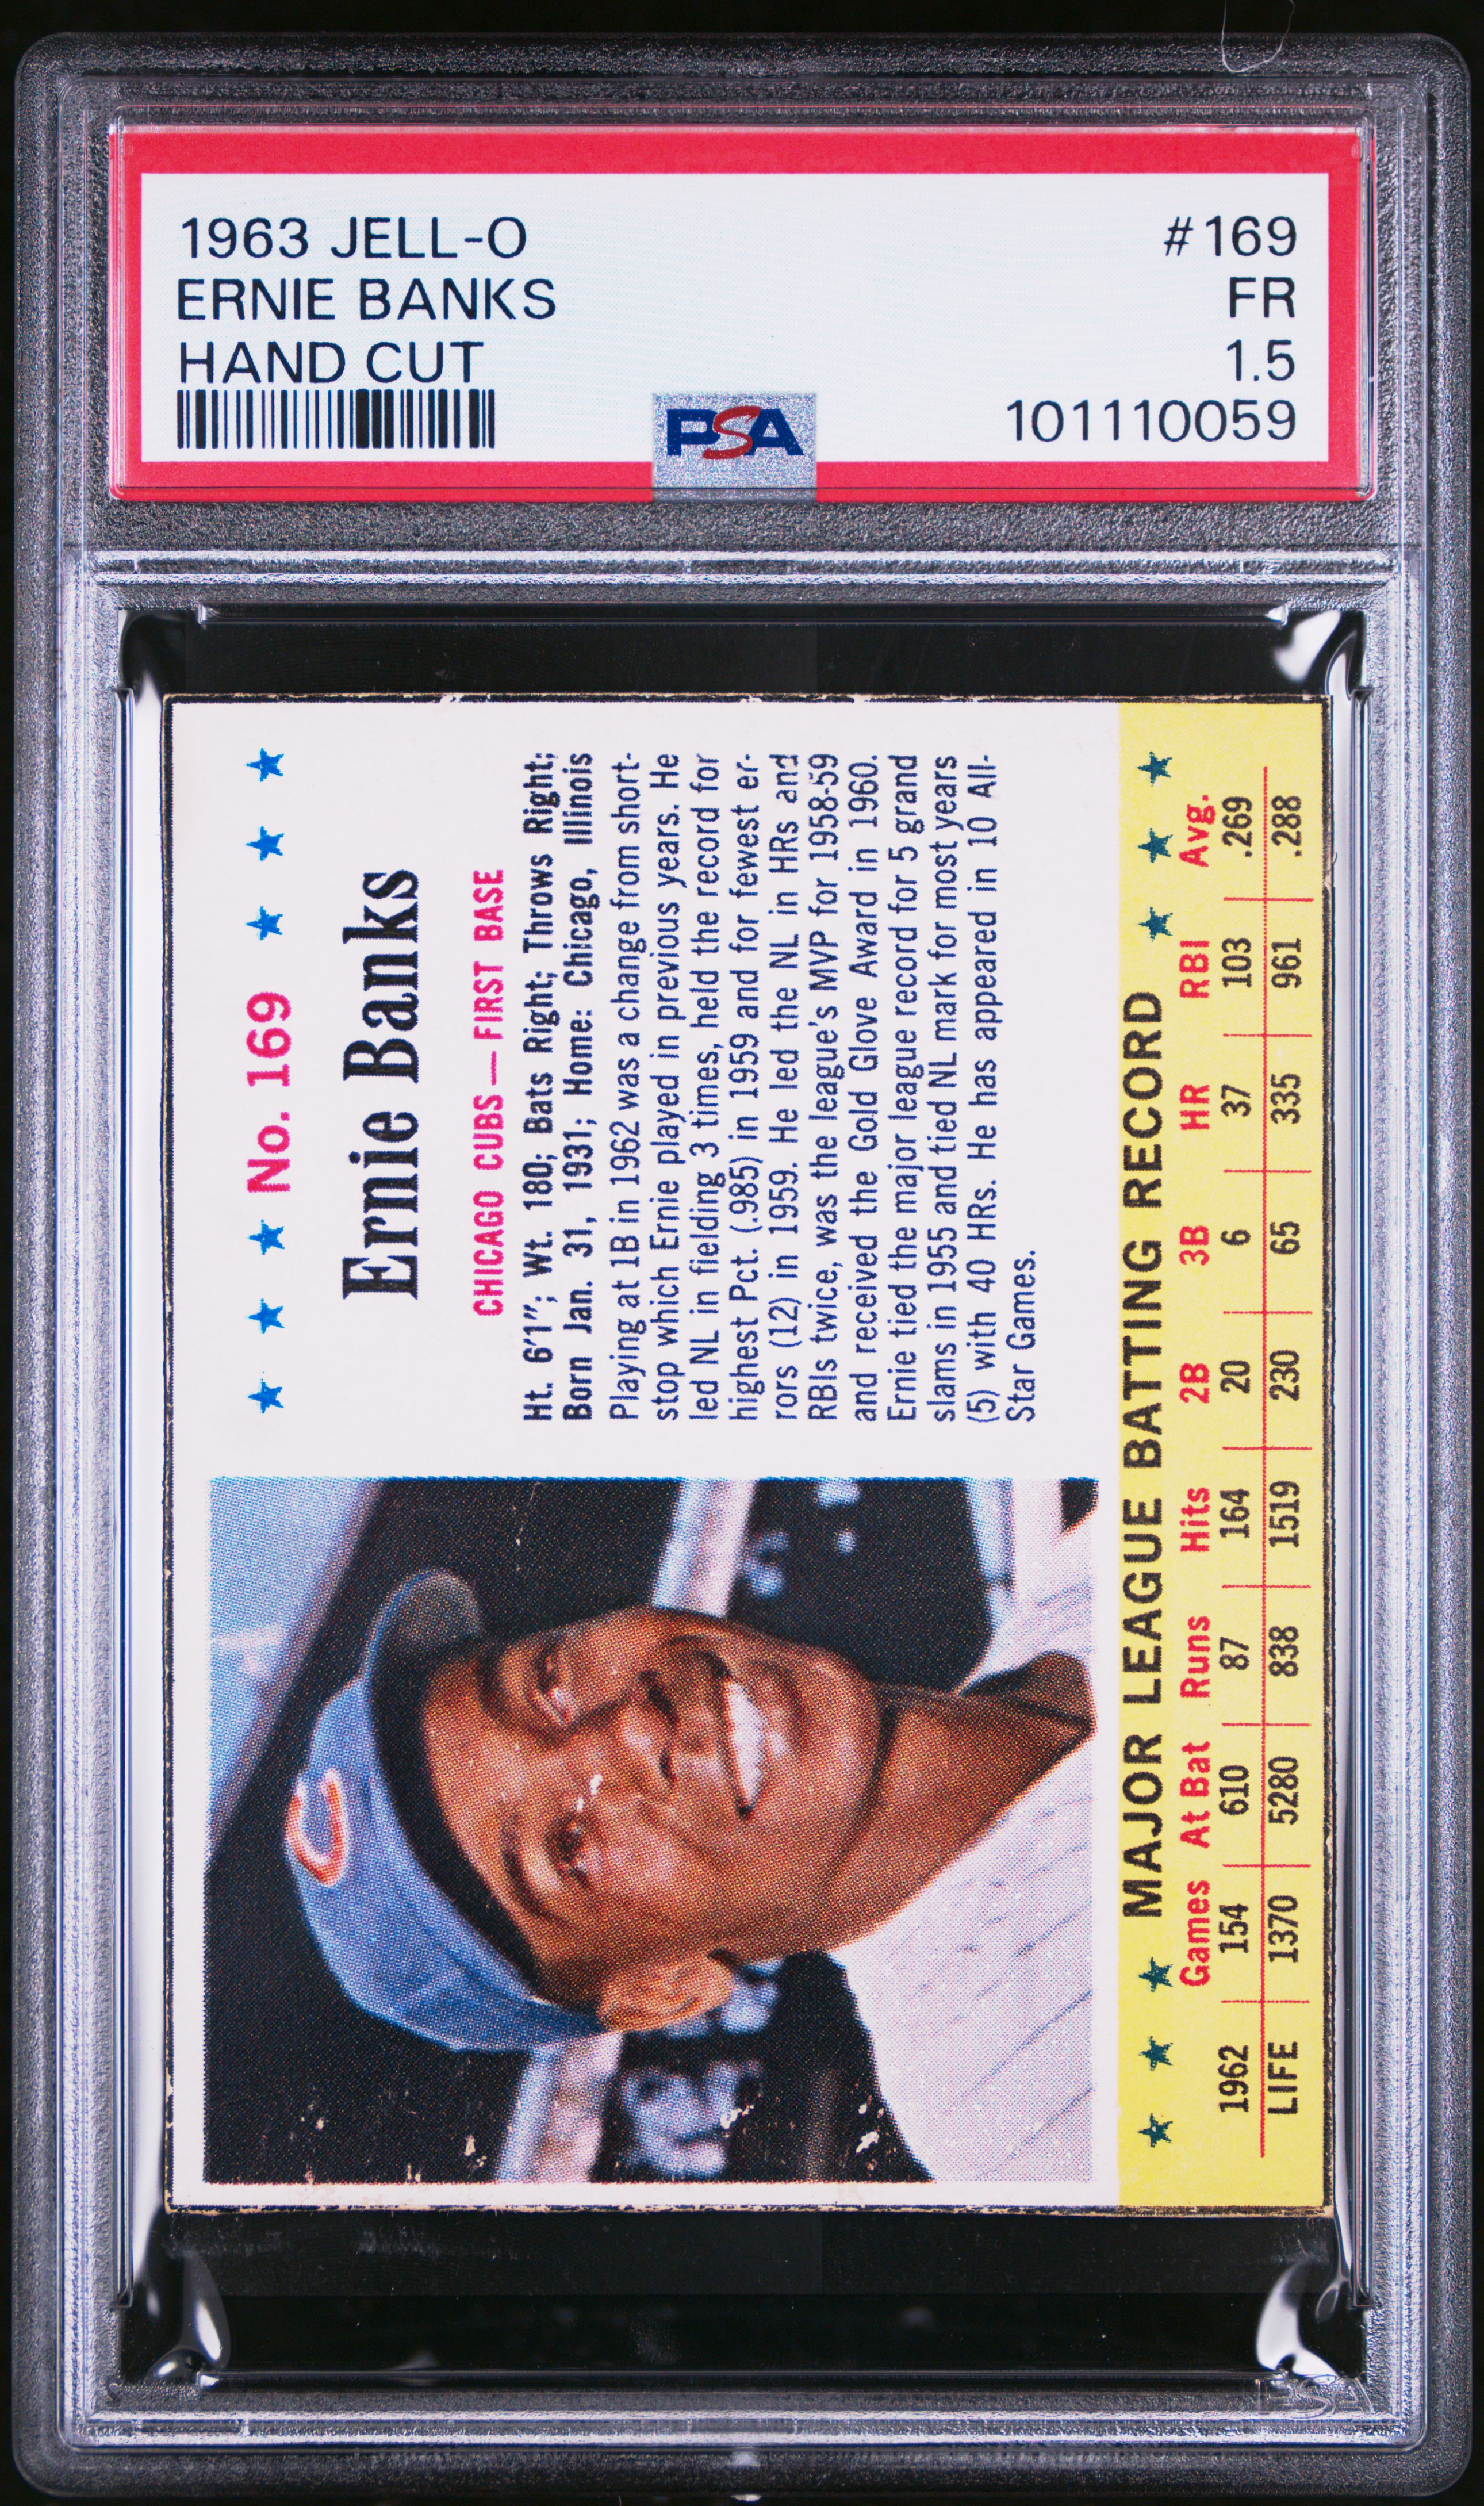 1963 JELL-O #169
ERNIE BANKS FR
HAND CUT 1.5
PSA 101110059
★ ★ ★ No. 169 ★ ★ ★
Ernie Banks
CHICAGO CUBS — FIRST BASE
Ht. 6'1"; Wt. 180; Bats Right; Throws Right;
Born Jan. 31, 1931; Home: Chicago, Illinois
Playing at 1B in 1962 was a change from short-
stop which Ernie played in previous years. He
led NL in fielding 3 times, held the record for
highest Pct. (.985) in 1959 and for fewest er-
rors (12) in 1959. He led the NL in HRs and
RBIs twice, was the league's MVP for 1958-59
and received the Gold Glove Award in 1960.
Ernie tied the major league record for 5 grand
slams in 1955 and tied NL mark for most years
(5) with 40 HRs. He has appeared in 10 All-
Star Games.
C
★ ★ ★ MAJOR LEAGUE BATTING RECORD ★ ★ ★
Games At Bat Runs Hits 2B 3B HR RBI Avg.
1962 154 610 87 164 20 6 37 103 .269
LIFE 1370 5280 838 1519 230 65 335 961 .288
PSA